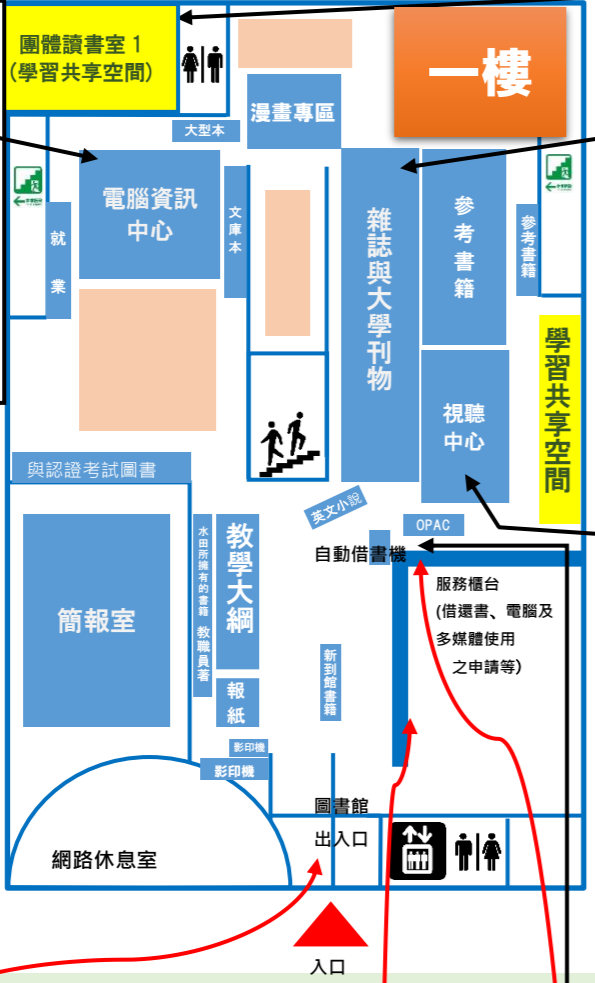 團體讀書室 1
(學習共享空間)
一樓
漫畫專區
大型本
電腦資訊
中心
文庫本
就業
雜誌與大學刊物
參考書籍
參考書籍
學習共享空間
視聽
中心
與認證考試圖書
英文小說
OPAC
自動借書機
簡報室
水田所擁有的書籍 教職員著
教學大綱
服務櫃台
(借還書、電腦及
多媒體使用
之申請等)
新到館書籍
報紙
影印機
影印機
圖書館
出入口
網路休息室
入口